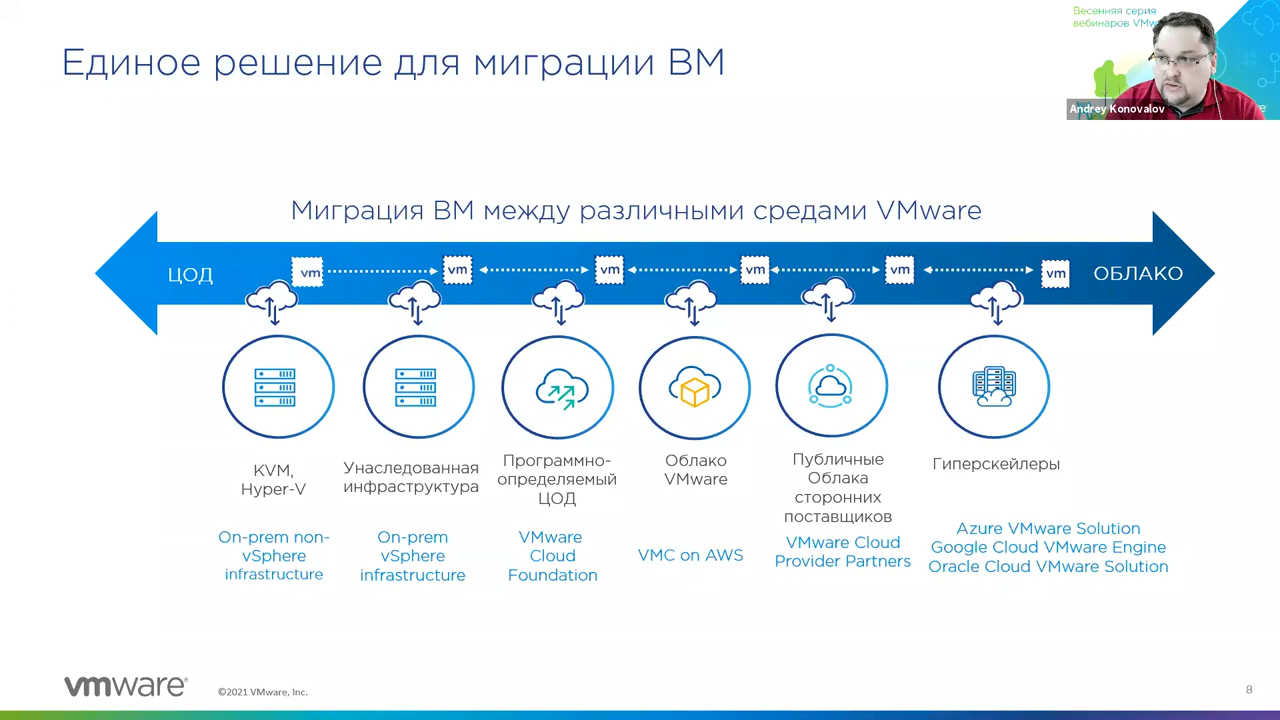 Весенняя серия
вебинаров VMw
Единое решение для миграции ВМ
Andrey Konovalov
Миграция ВМ между различными средами VMware
ЦОД
vm
vm
vm
vm
vm
vm
ОБЛАКО
KVM,
Hyper-V
Унаследованная
инфраструктура
Программно-
определяемый
ЦОД
Облако
VMware
Публичные
Облака
сторонних
поставщиков
Гиперскейлеры
On-prem non-
vSphere
infrastructure
On-prem
vSphere
infrastructure
VMware
Cloud
Foundation
VMC on AWS
VMware Cloud
Provider Partners
Azure VMware Solution
Google Cloud VMware Engine
Oracle Cloud VMware Solution
vmware®
©2021 VMware, Inc.
8